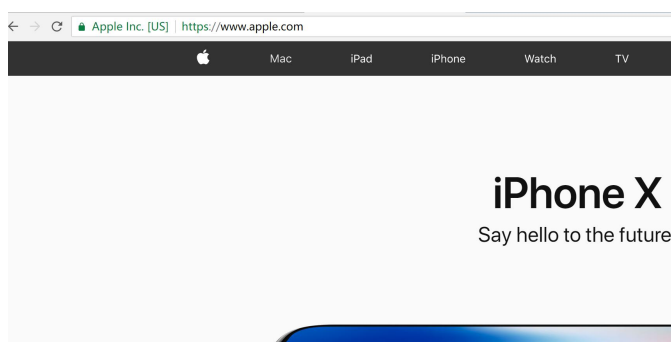 Apple Inc. [US] https://www.apple.com
Mac iPad iPhone Watch TV
iPhone X
Say hello to the future